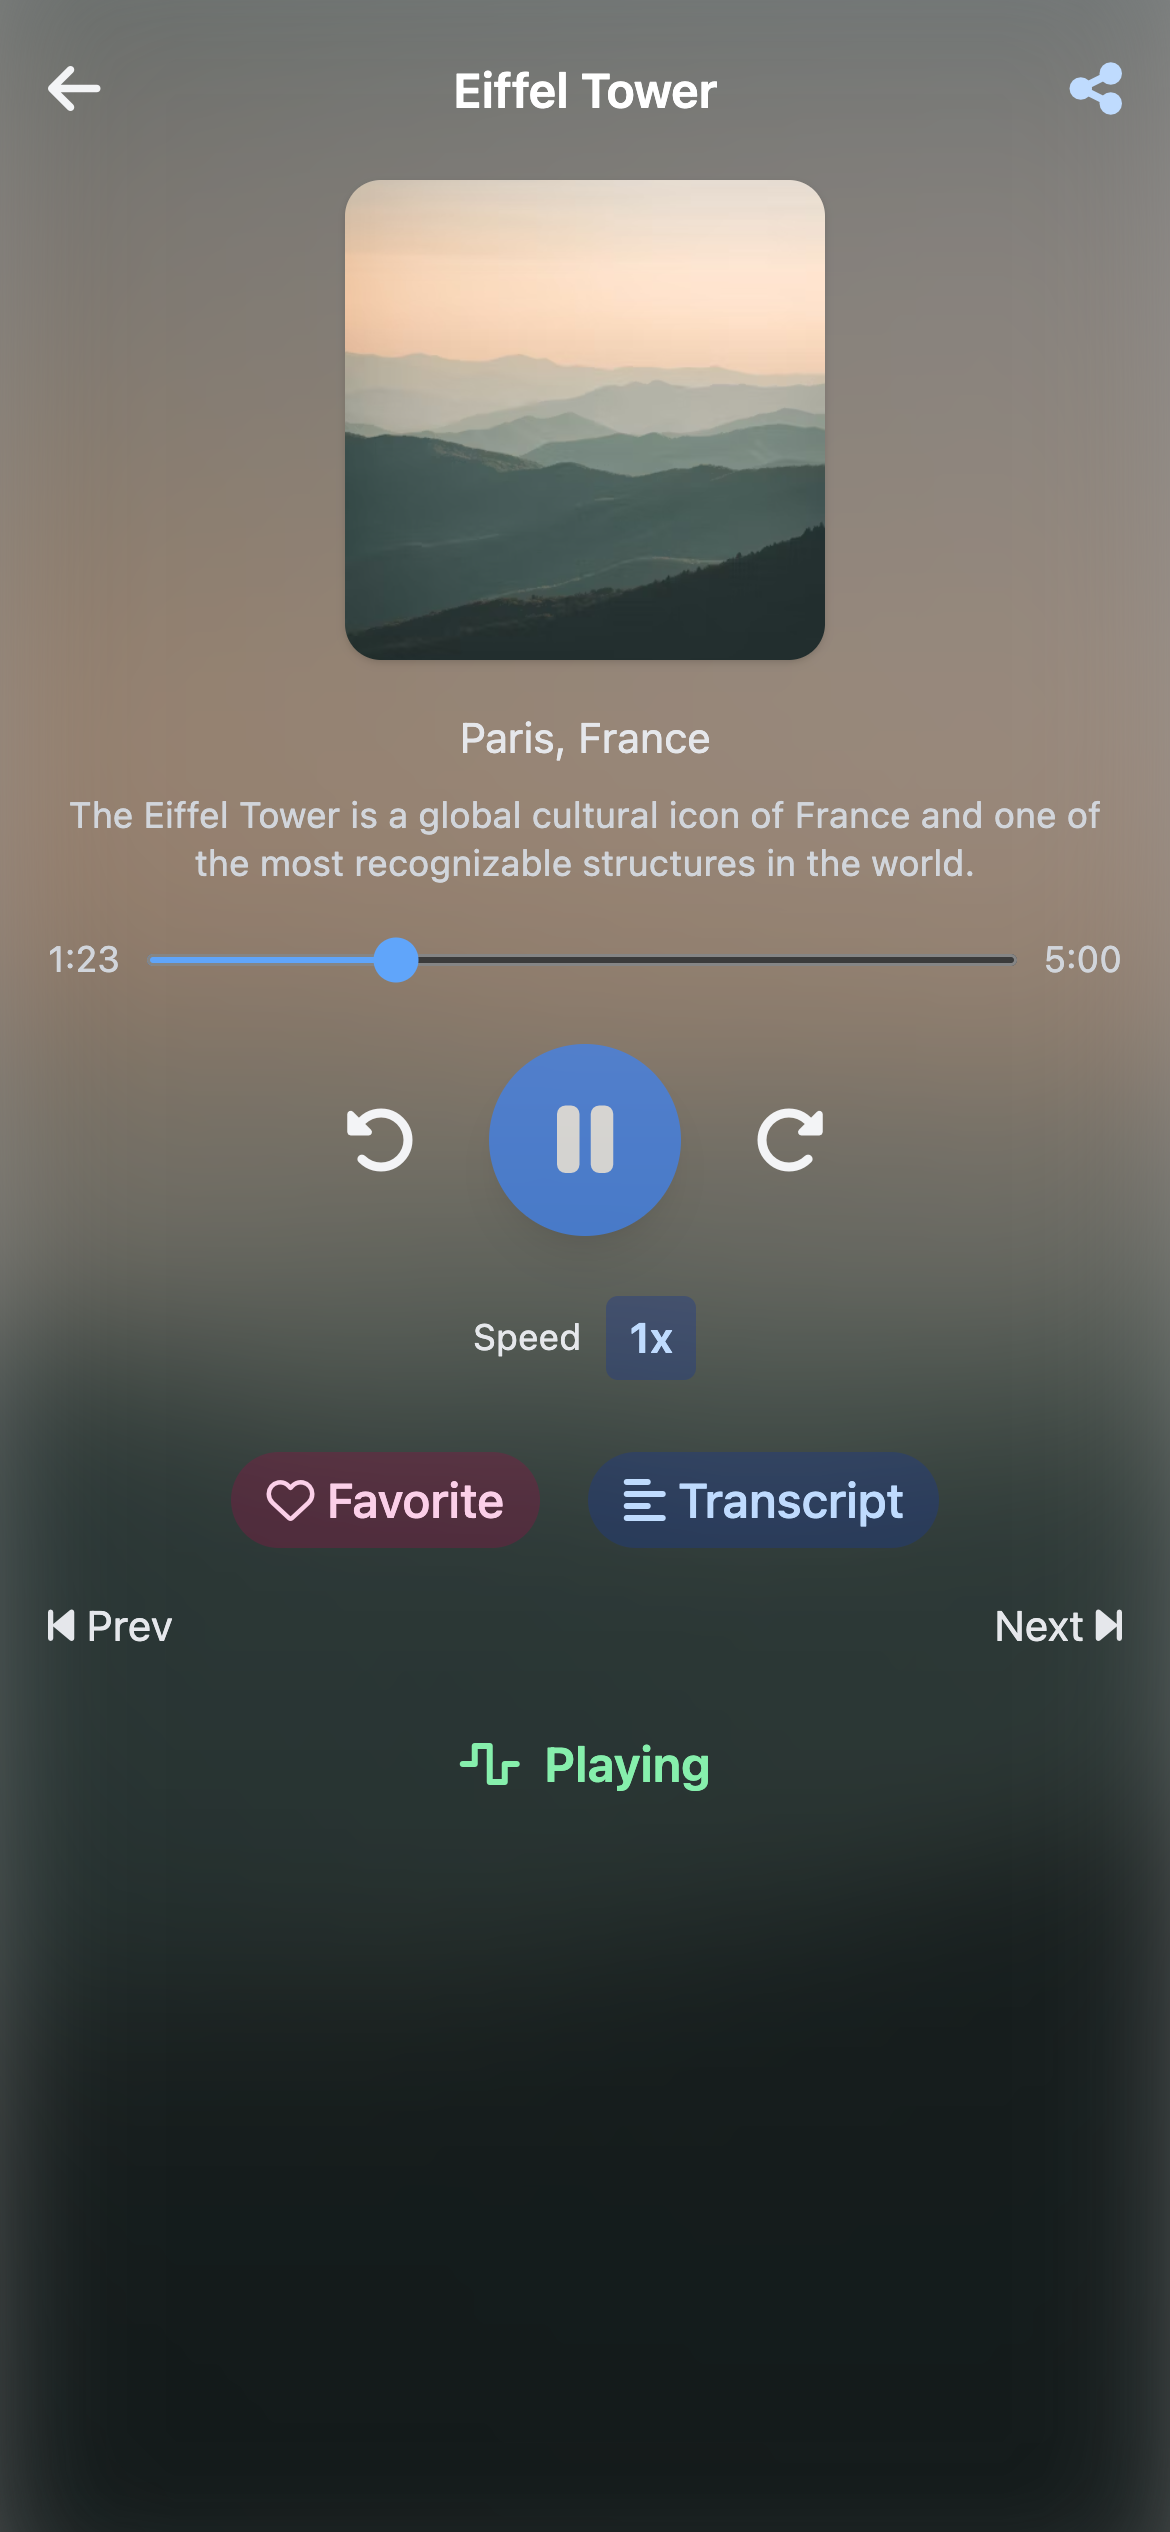 Eiffel Tower
Paris, France
The Eiffel Tower is a global cultural icon of France and one of
the most recognizable structures in the world.
1:23
5:00
Speed
1x
Favorite
Transcript
Prev
Next
Playing